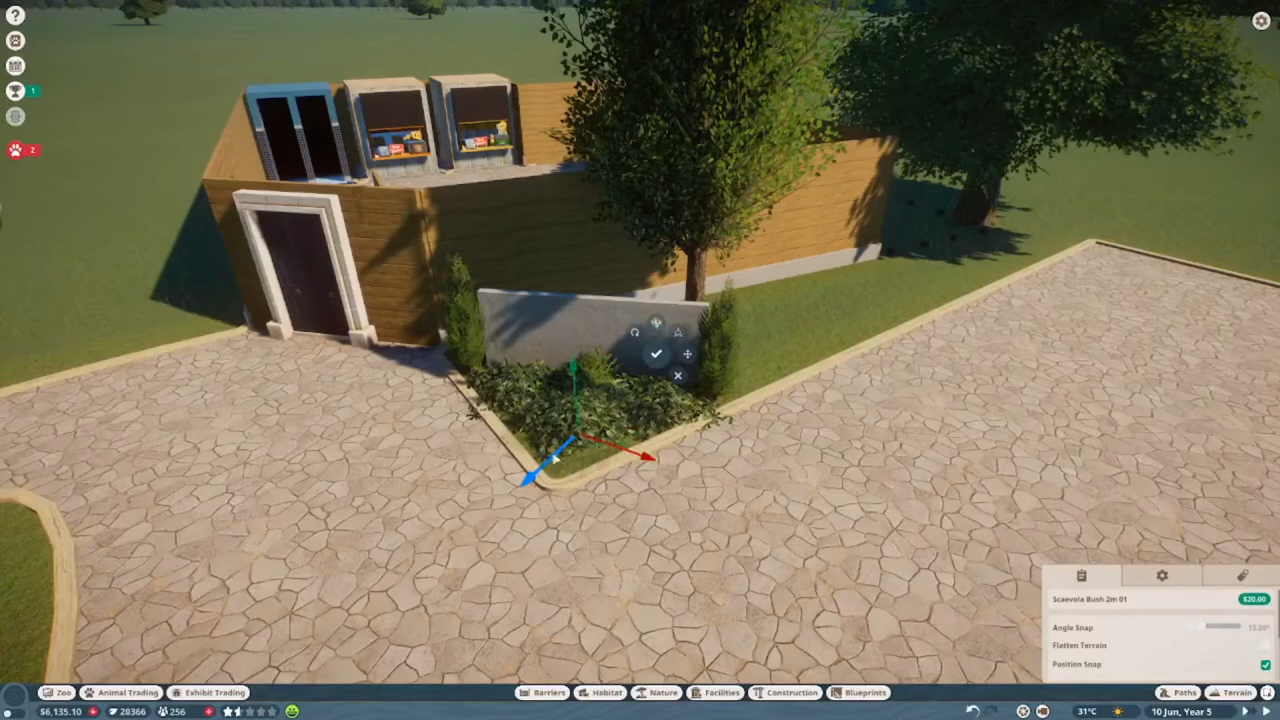 ?
1
2
Scaevola Bush 2m 01 $20.00
Angle Snap 15.00°
Flatten Terrain
Position Snap
Zoo Animal Trading Exhibit Trading Barriers Habitat Nature Facilities Construction Blueprints Paths Terrain
$6,135.10 20366 256 31°C 10 Jun, Year 5